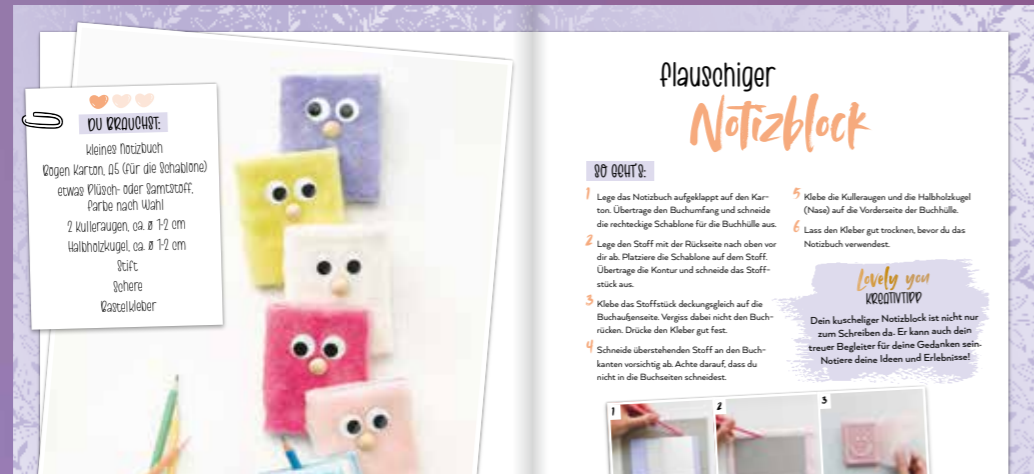 DU BRAUCHST:
kleines Notizbuch
Bogen Karton, A5 (für die Schablone)
etwas Plüsch- oder Samtstoff,
Farbe nach Wahl
2 Kulleraugen, ca. ø 1-2 cm
Halbholzkugel, ca. ø 1-2 cm
Stift
Schere
Bastelkleber
flauschiger
Notizblock
SO GEHT'S:
1 Lege das Notizbuch aufgeklappt auf den Kar-
ton. Übertrage den Buchumfang und schneide
die rechteckige Schablone für die Buchhülle aus.
2 Lege den Stoff mit der Rückseite nach oben vor
dir ab. Platziere die Schablone auf dem Stoff.
Übertrage die Kontur und schneide das Stoff-
stück aus.
3 Klebe das Stoffstück deckungsgleich auf die
Buchaußenseite. Vergiss dabei nicht den Buch-
rücken. Drücke den Kleber gut fest.
4 Schneide überstehenden Stoff an den Buch-
kanten vorsichtig ab. Achte darauf, dass du
nicht in die Buchseiten schneidest.
5 Klebe die Kulleraugen und die Halbholzkugel
(Nase) auf die Vorderseite der Buchhülle.
6 Lass den Kleber gut trocknen, bevor du das
Notizbuch verwendest.
Lovely you
KREATIVTIPP
Dein kuscheliger Notizblock ist nicht nur
zum Schreiben da. Er kann auch dein
treuer Begleiter für deine Gedanken sein.
Notiere deine Ideen und Erlebnisse!
1
2
3